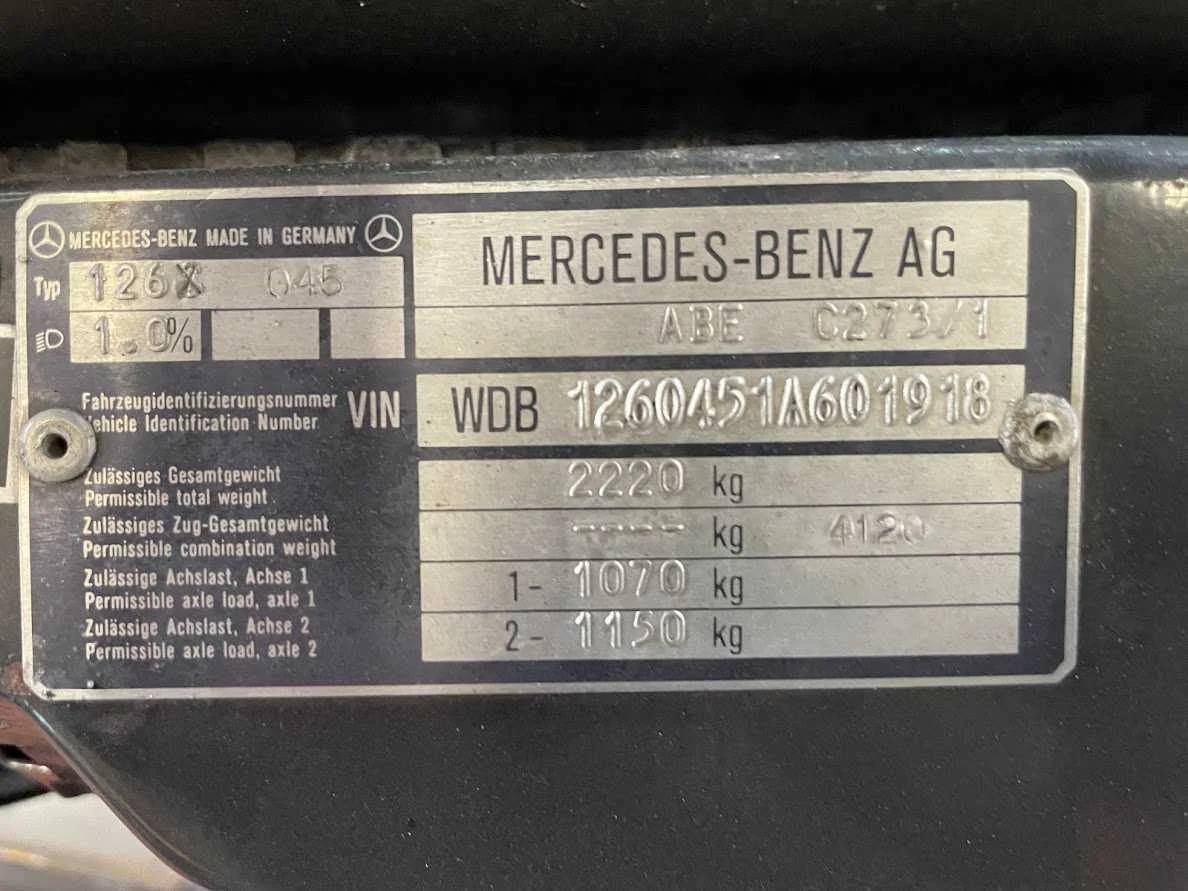 MERCEDES-BENZ MADE IN GERMANY
MERCEDES-BENZ AG
Typ 126X 045
ABE C273/1
1.0%
Fahrzeugidentifizierungsnummer
Vehicle Identification Number
VIN WDB 1260451A601918
Zulässiges Gesamtgewicht
Permissible total weight
2220 kg
Zulässiges Zug-Gesamtgewicht
Permissible combination weight
---- kg 4120
Zulässige Achslast, Achse 1
Permissible axle load, axle 1
1- 1070 kg
Zulässige Achslast, Achse 2
Permissible axle load, axle 2
2- 1150 kg